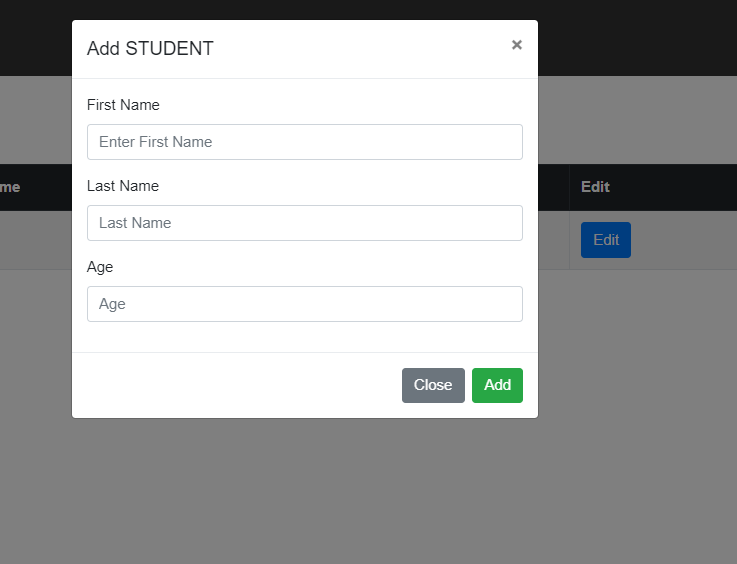 Add STUDENT ×
First Name
Enter First Name
Last Name
Last Name
Age
Age
Close Add
me Edit
Edit